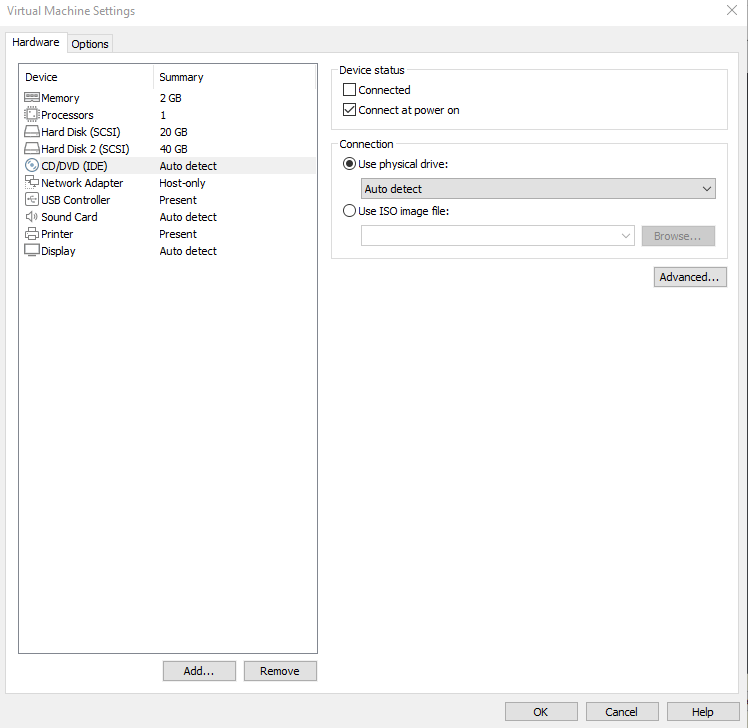 Virtual Machine Settings
Hardware Options
Device Summary
Memory 2 GB
Processors 1
Hard Disk (SCSI) 20 GB
Hard Disk 2 (SCSI) 40 GB
CD/DVD (IDE) Auto detect
Network Adapter Host-only
USB Controller Present
Sound Card Auto detect
Printer Present
Display Auto detect
Add... Remove
Device status
Connected
Connect at power on
Connection
Use physical drive:
Auto detect
Use ISO image file:
Browse...
Advanced...
OK Cancel Help